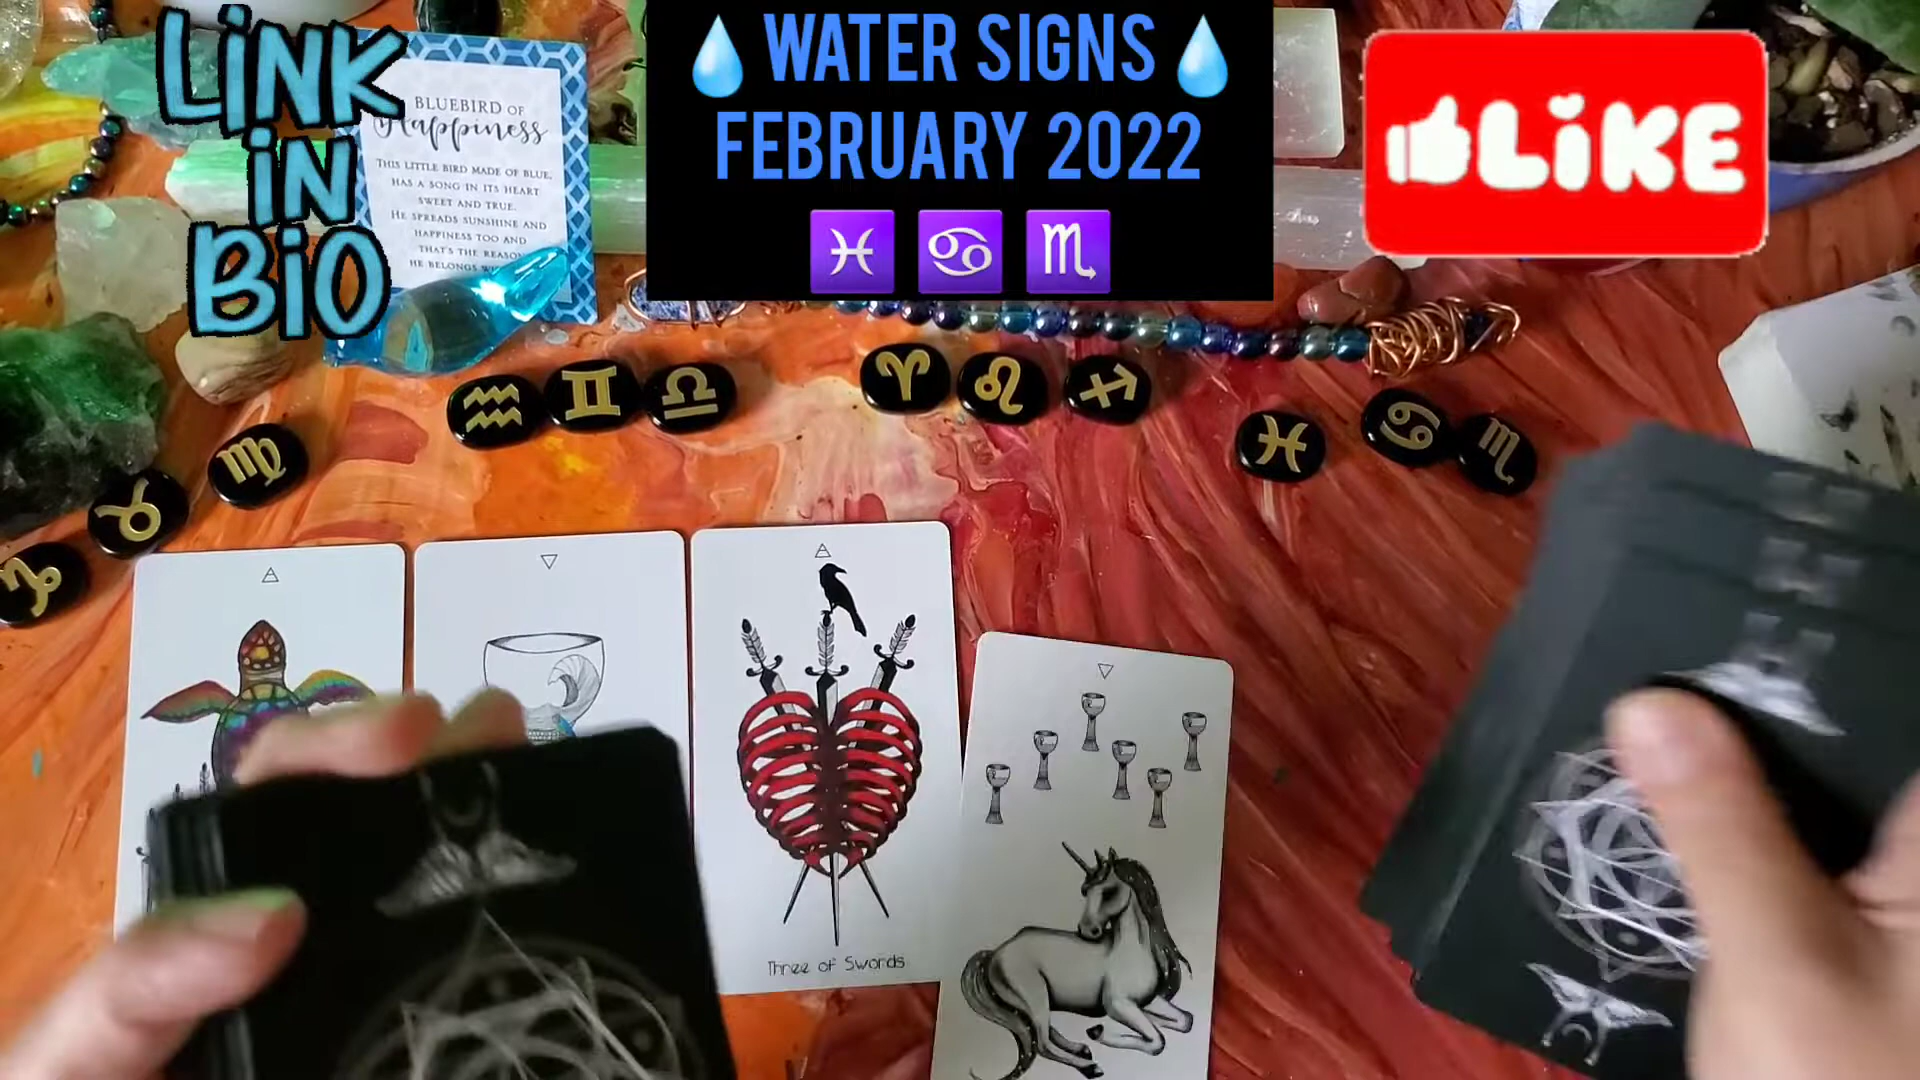 LiNK
iN
BiO
BLUEBIRD OF
Happiness
THIS LITTLE BIRD MADE OF BLUE,
HAS A SONG IN ITS HEART
SWEET AND TRUE.
HE SPREADS SUNSHINE AND
HAPPINESS TOO AND
THAT'S THE REASON
HE BELONGS
💧 WATER SIGNS 💧
FEBRUARY 2022
♓ ♋ ♏
LiKE
Three of Swords